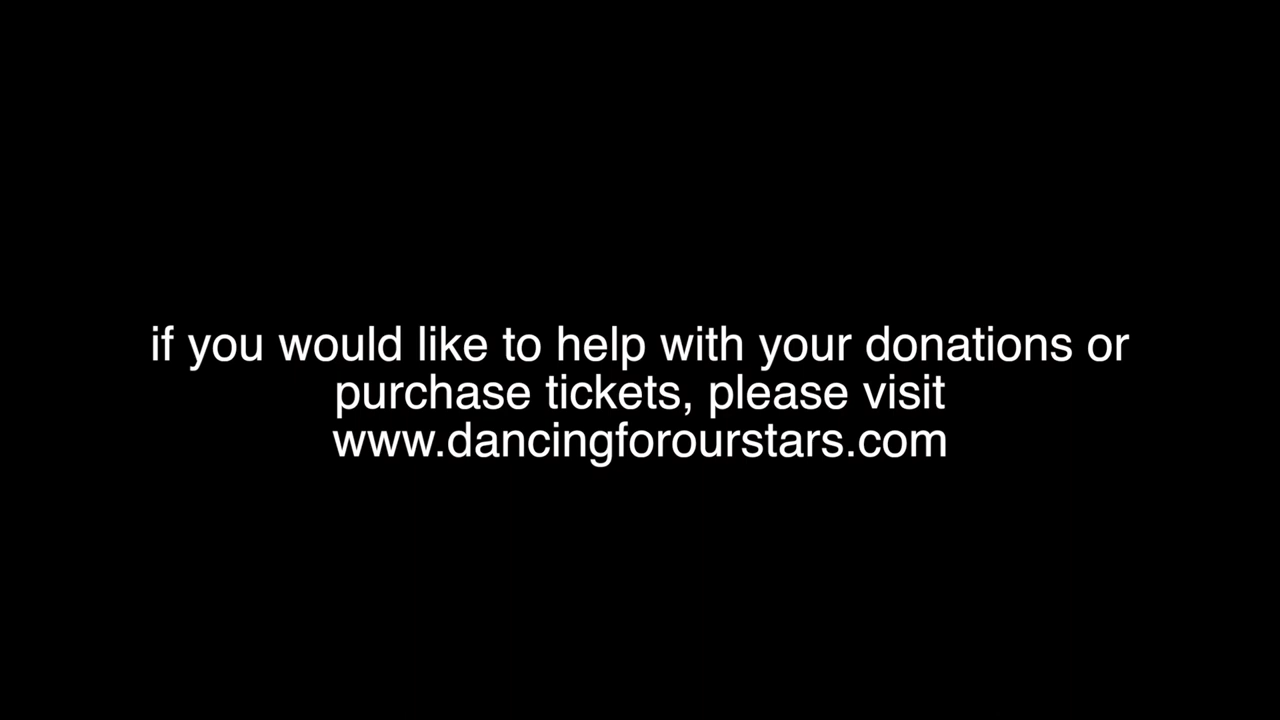 if you would like to help with your donations or
purchase tickets, please visit
www.dancingforourstars.com